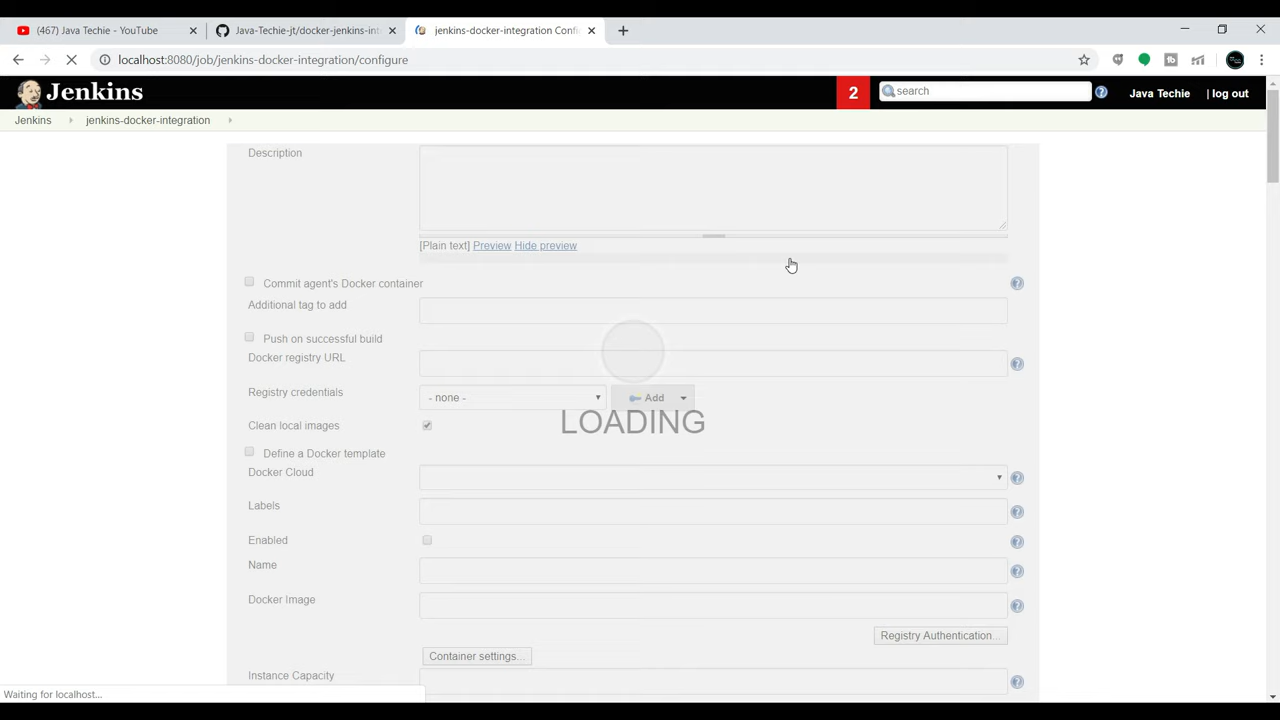 (467) Java Techie - YouTube
Java-Techie-jt/docker-jenkins-int
jenkins-docker-integration Confi
localhost:8080/job/jenkins-docker-integration/configure
Jenkins
2
search
Java Techie
| log out
Jenkins
jenkins-docker-integration
Description
[Plain text] Preview Hide preview
Commit agent's Docker container
Additional tag to add
Push on successful build
Docker registry URL
Registry credentials
- none -
Add
LOADING
Clean local images
Define a Docker template
Docker Cloud
Labels
Enabled
Name
Docker Image
Registry Authentication...
Container settings...
Instance Capacity
Waiting for localhost...